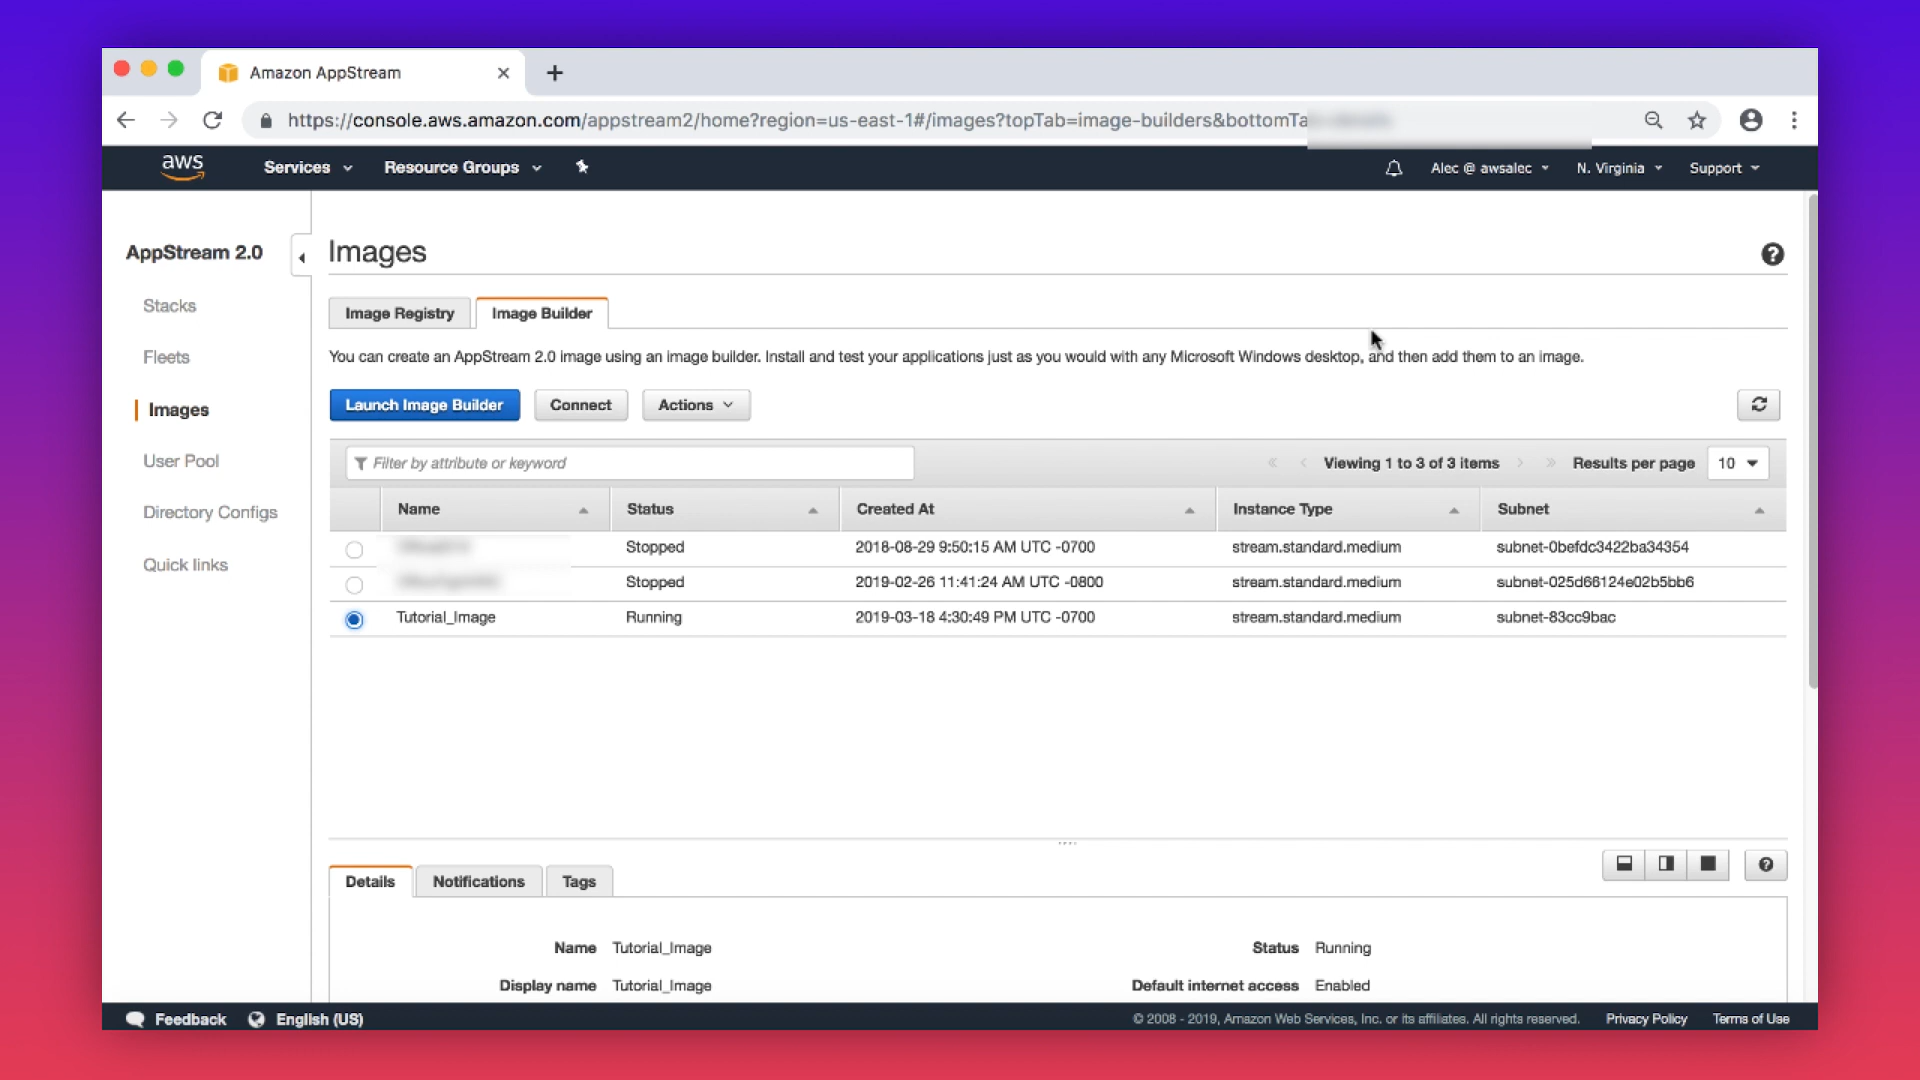 Amazon AppStream
https://console.aws.amazon.com/appstream2/home?region=us-east-1#/images?topTab=image-builders&bottomTa
aws Services Resource Groups Alec @ awsalec N. Virginia Support
AppStream 2.0
Stacks
Fleets
Images
User Pool
Directory Configs
Quick links
Images
Image Registry Image Builder
You can create an AppStream 2.0 image using an image builder. Install and test your applications just as you would with any Microsoft Windows desktop, and then add them to an image.
Launch Image Builder Connect Actions
Filter by attribute or keyword Viewing 1 to 3 of 3 items Results per page 10
Name Status Created At Instance Type Subnet
Stopped 2018-08-29 9:50:15 AM UTC -0700 stream.standard.medium subnet-0befdc3422ba34354
Stopped 2019-02-26 11:41:24 AM UTC -0800 stream.standard.medium subnet-025d66124e02b5bb6
Tutorial_Image Running 2019-03-18 4:30:49 PM UTC -0700 stream.standard.medium subnet-83cc9bac
Details Notifications Tags
Name Tutorial_Image Status Running
Display name Tutorial_Image Default internet access Enabled
Feedback English (US) © 2008 - 2019, Amazon Web Services, Inc. or its affiliates. All rights reserved. Privacy Policy Terms of Use